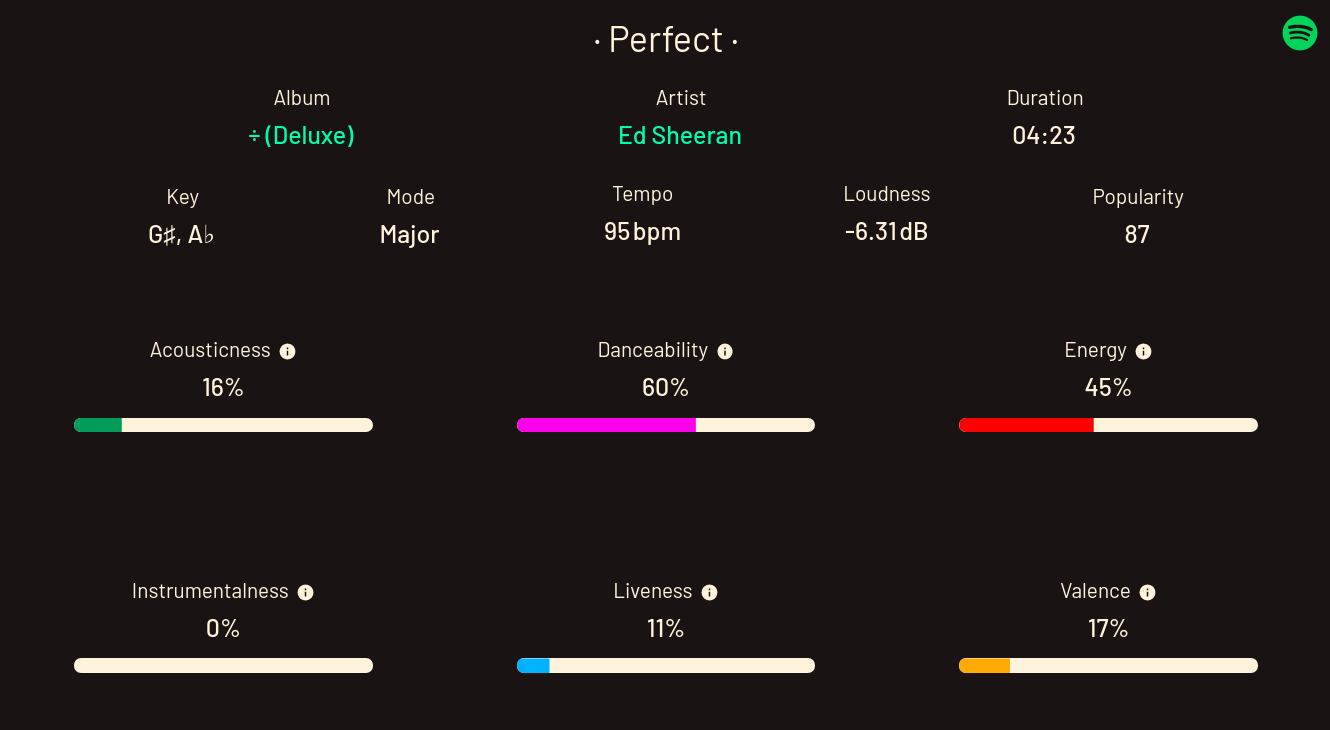 · Perfect ·
Album
÷ (Deluxe)
Artist
Ed Sheeran
Duration
04:23
Key
G♯, A♭
Mode
Major
Tempo
95 bpm
Loudness
-6.31 dB
Popularity
87
Acousticness
16%
Danceability
60%
Energy
45%
Instrumentalness
0%
Liveness
11%
Valence
17%